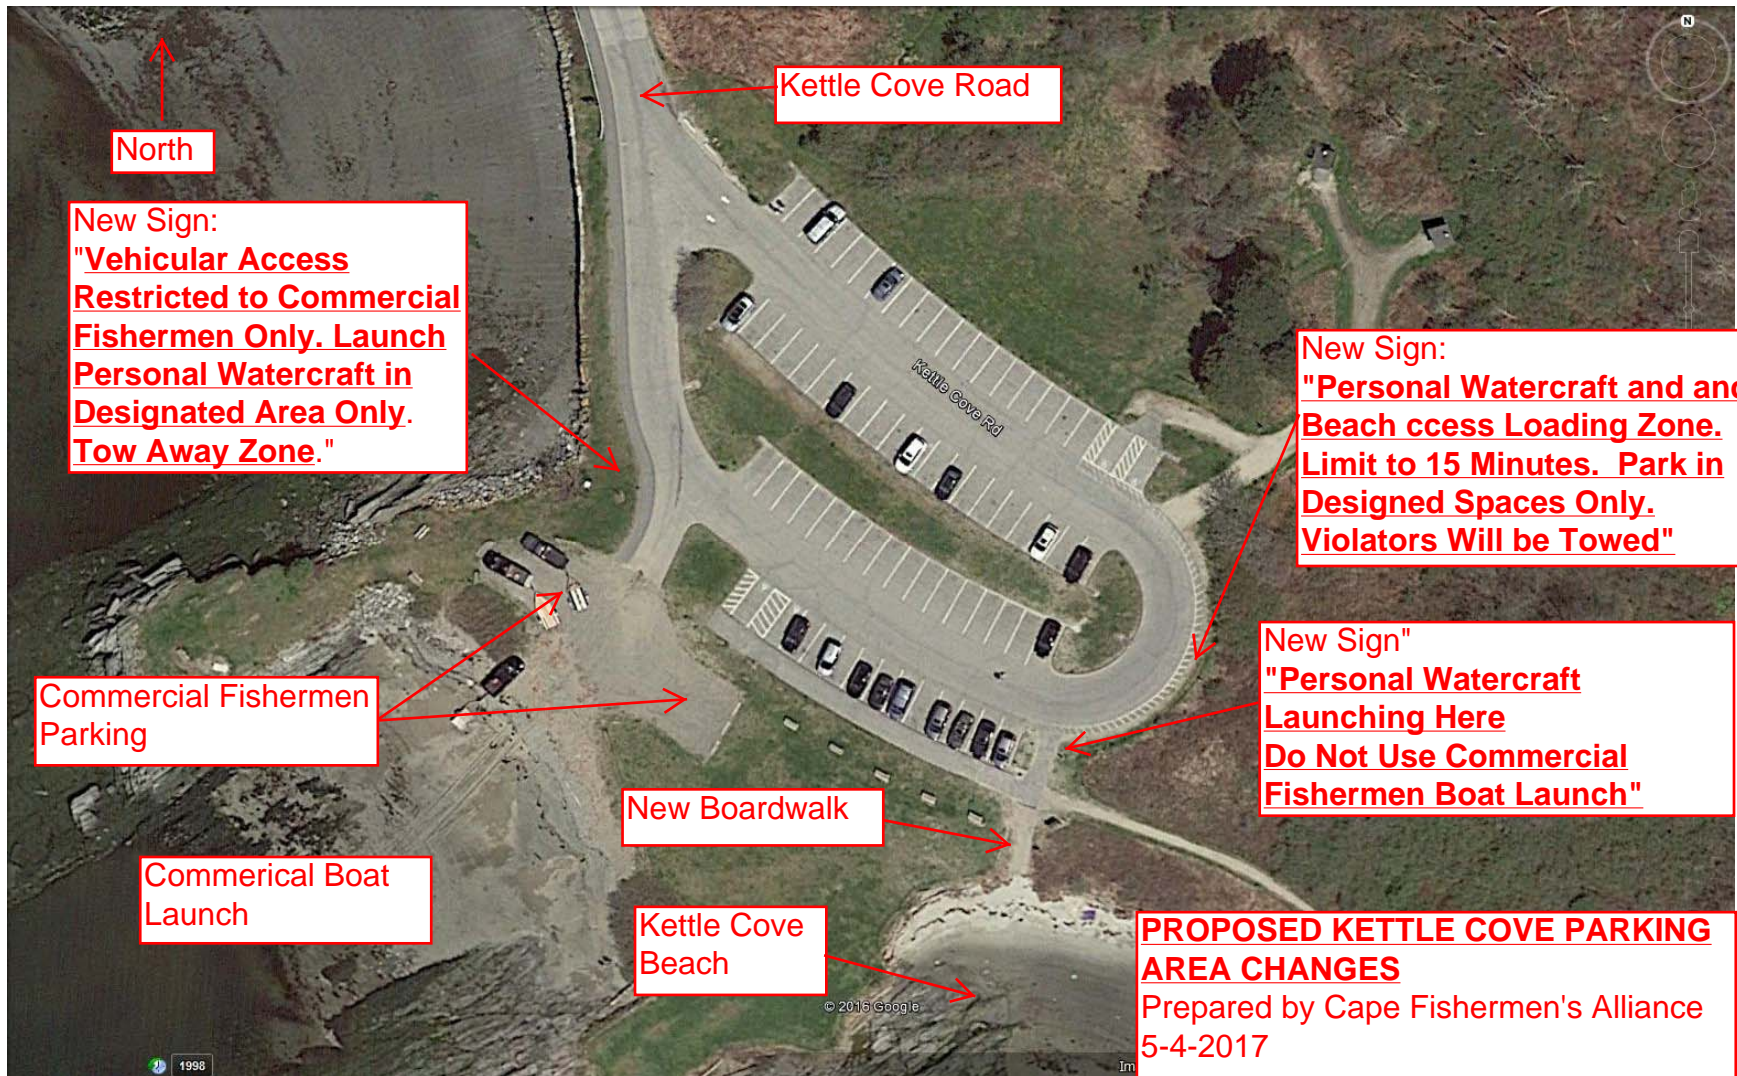 N
Kettle Cove Road
North
New Sign:
"Vehicular Access
Restricted to Commercial
Fishermen Only. Launch
Personal Watercraft in
Designated Area Only.
Tow Away Zone."
Kettle Cove Rd
New Sign:
"Personal Watercraft and and
Beach ccess Loading Zone.
Limit to 15 Minutes.  Park in
Designed Spaces Only.
Violators Will be Towed"
New Sign"
"Personal Watercraft
Launching Here
Do Not Use Commercial
Fishermen Boat Launch"
Commercial Fishermen
Parking
New Boardwalk
Commerical Boat
Launch
Kettle Cove
Beach
© 2016 Google
PROPOSED KETTLE COVE PARKING
AREA CHANGES
Prepared by Cape Fishermen's Alliance
5-4-2017
1998
Im